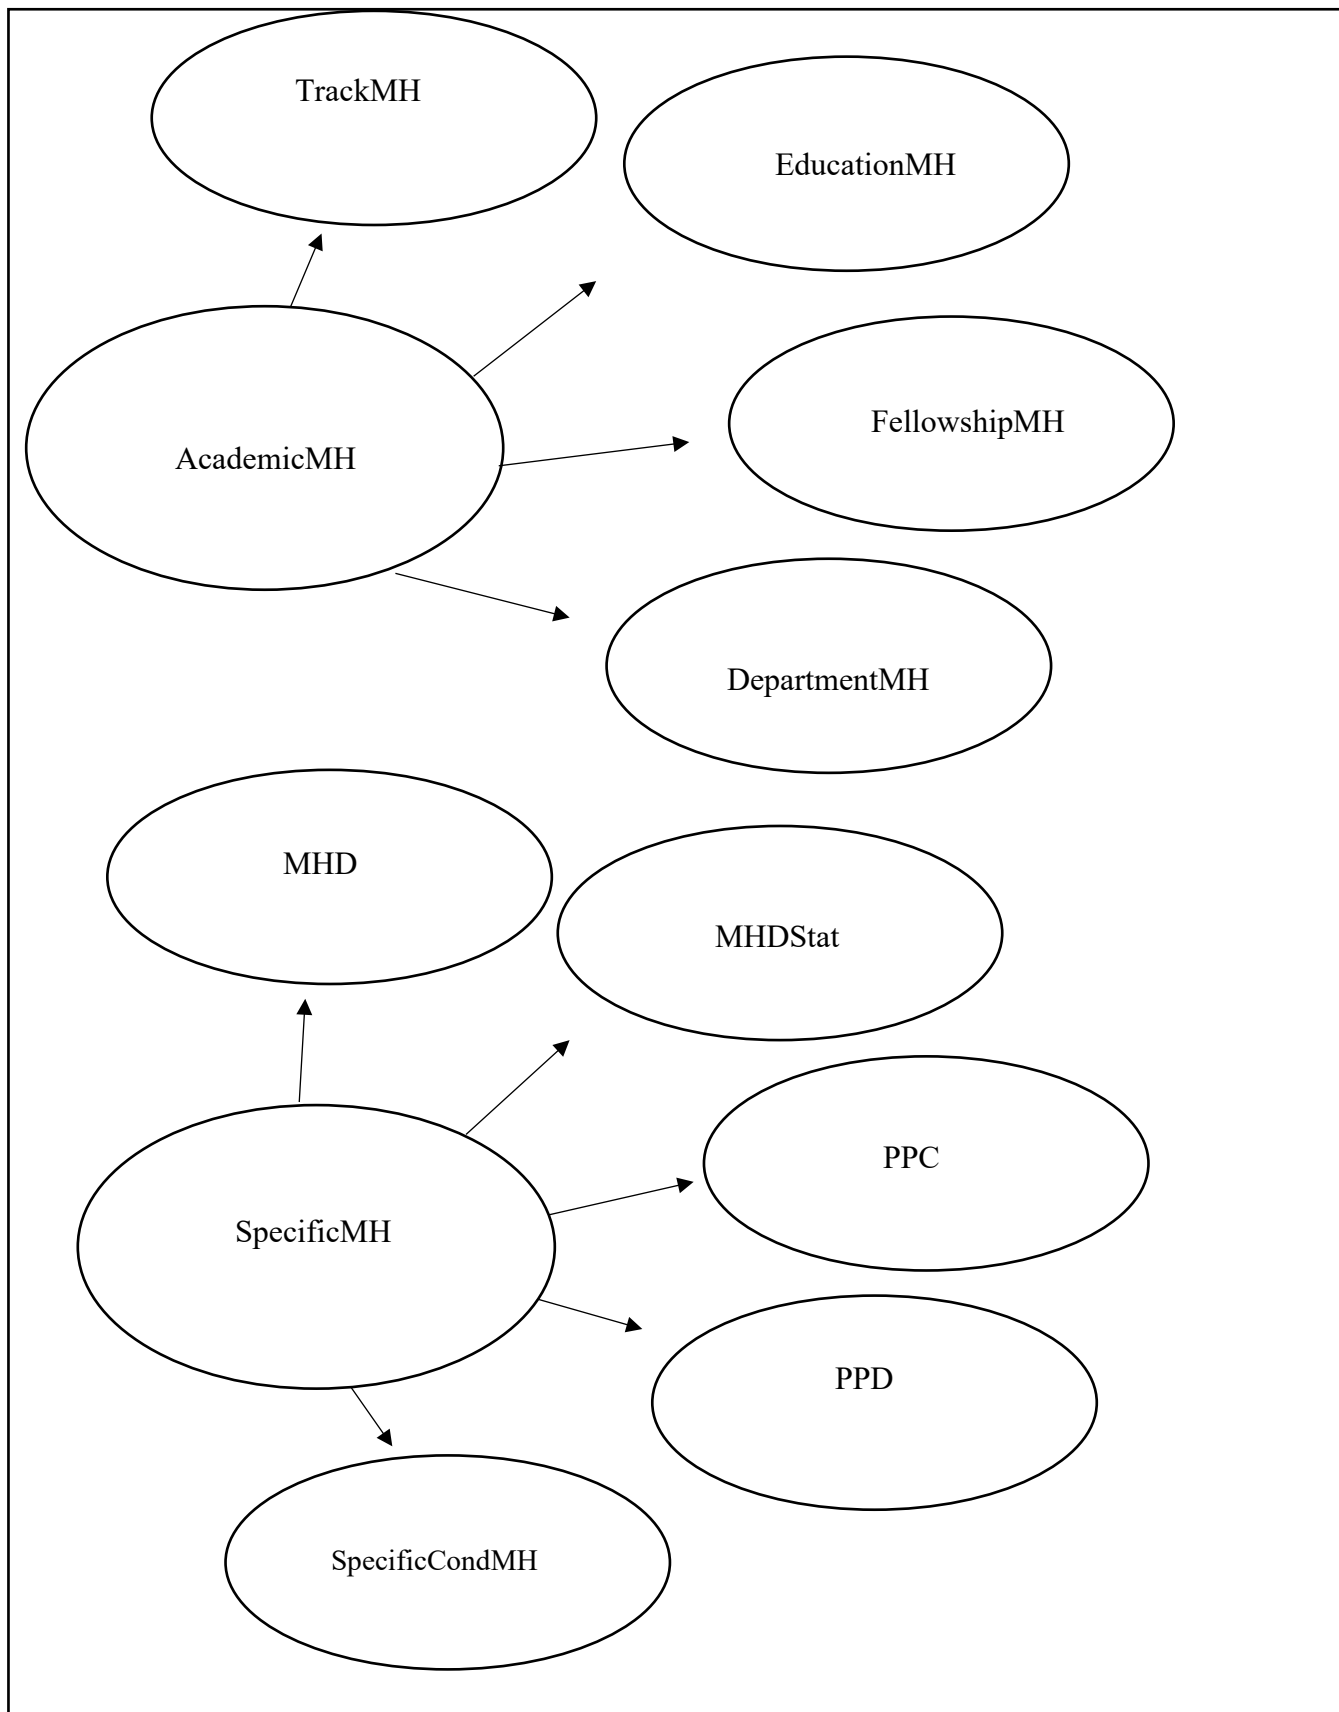 TrackMH
EducationMH
FellowshipMH
AcademicMH
DepartmentMH
MHD
MHDStat
PPC
SpecificMH
PPD
SpecificCondMH